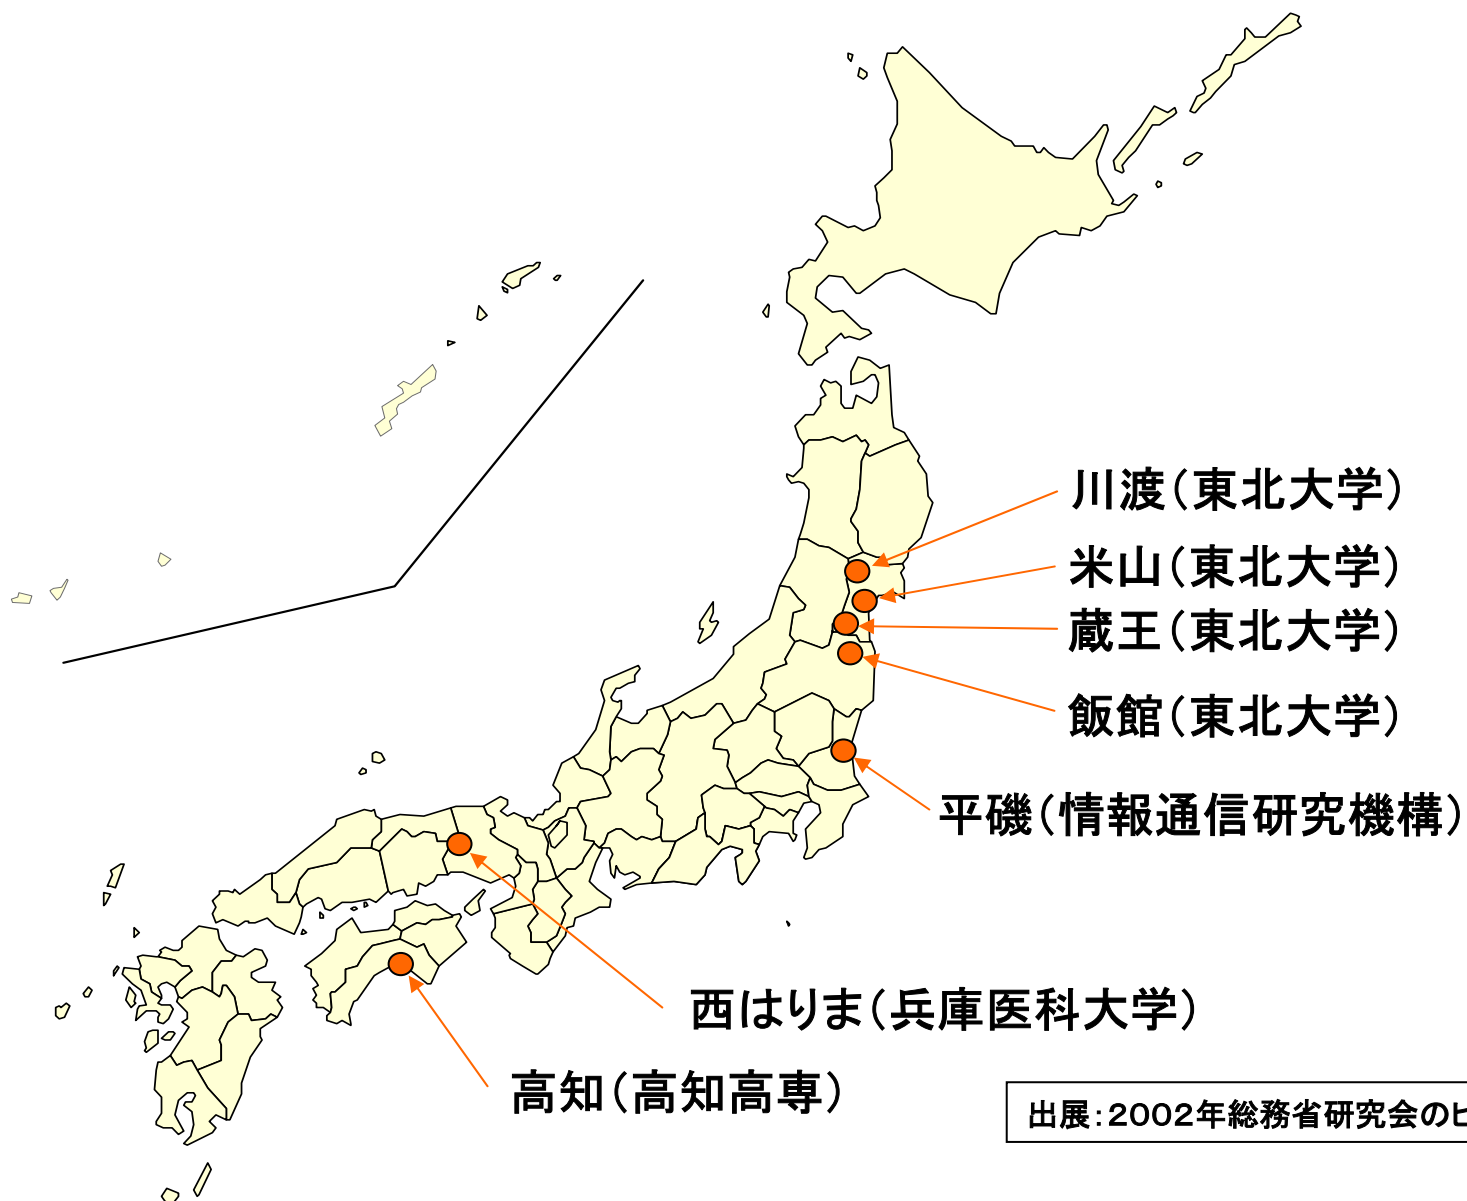 川渡（東北大学）
米山（東北大学）
蔵王（東北大学）
飯館（東北大学）
平磯（情報通信研究機構）
西はりま（兵庫医科大学）
高知（高知高専）
出展：2002年総務省研究会のヒ